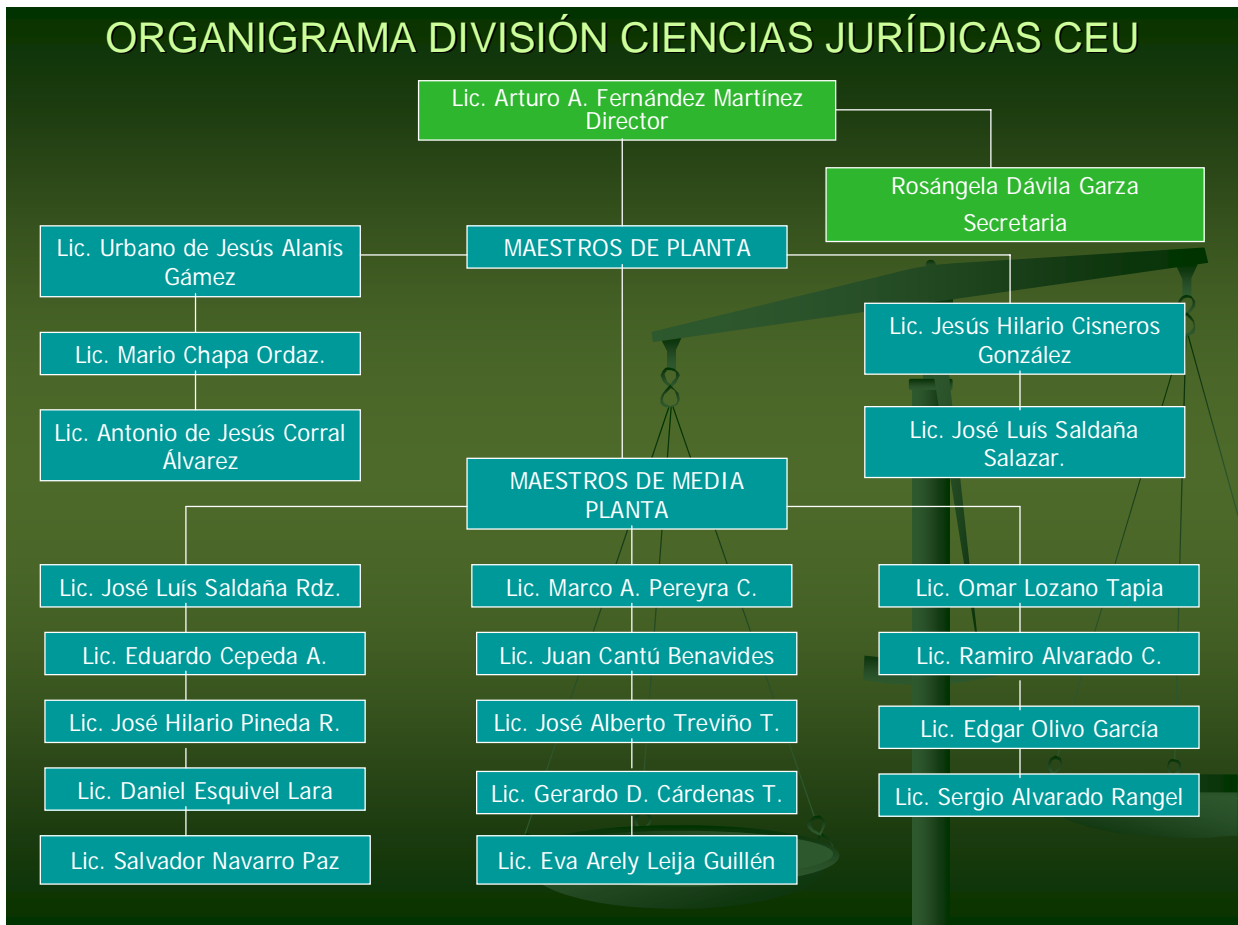 ORGANIGRAMA DIVISIÓN CIENCIAS JURÍDICAS CEU
Lic. Arturo A. Fernández Martínez
Director
Rosángela Dávila Garza
Secretaria
MAESTROS DE PLANTA
Lic. Urbano de Jesús Alanís
Gámez
Lic. Mario Chapa Ordaz.
Lic. Antonio de Jesús Corral
Álvarez
Lic. Jesús Hilario Cisneros
González
Lic. José Luís Saldaña
Salazar.
MAESTROS DE MEDIA
PLANTA
Lic. José Luís Saldaña Rdz.
Lic. Eduardo Cepeda A.
Lic. José Hilario Pineda R.
Lic. Daniel Esquivel Lara
Lic. Salvador Navarro Paz
Lic. Marco A. Pereyra C.
Lic. Juan Cantú Benavides
Lic. José Alberto Treviño T.
Lic. Gerardo D. Cárdenas T.
Lic. Eva Arely Leija Guillén
Lic. Omar Lozano Tapia
Lic. Ramiro Alvarado C.
Lic. Edgar Olivo García
Lic. Sergio Alvarado Rangel